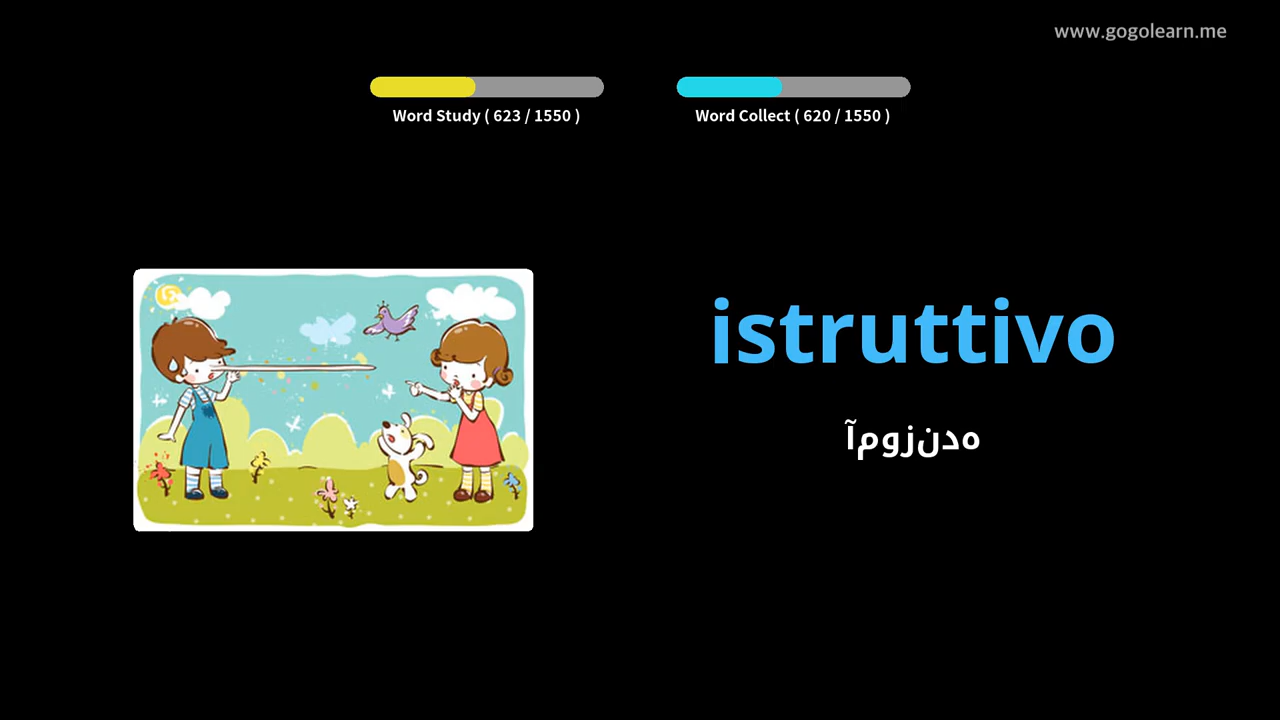 www.gogolearn.me
Word Study ( 623 / 1550 )
Word Collect ( 620 / 1550 )
istruttivo
آموزنده